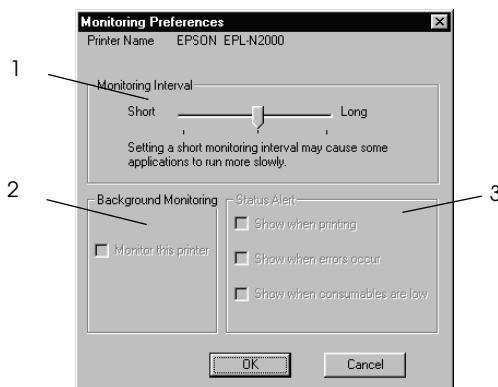 Monitoring Preferences
Printer Name EPSON EPL-N2000
1
Monitoring Interval
Short Long
Setting a short monitoring interval may cause some
applications to run more slowly.
2
Background Monitoring
Monitor this printer
3
Status Alert
Show when printing
Show when errors occur
Show when consumables are low
OK Cancel